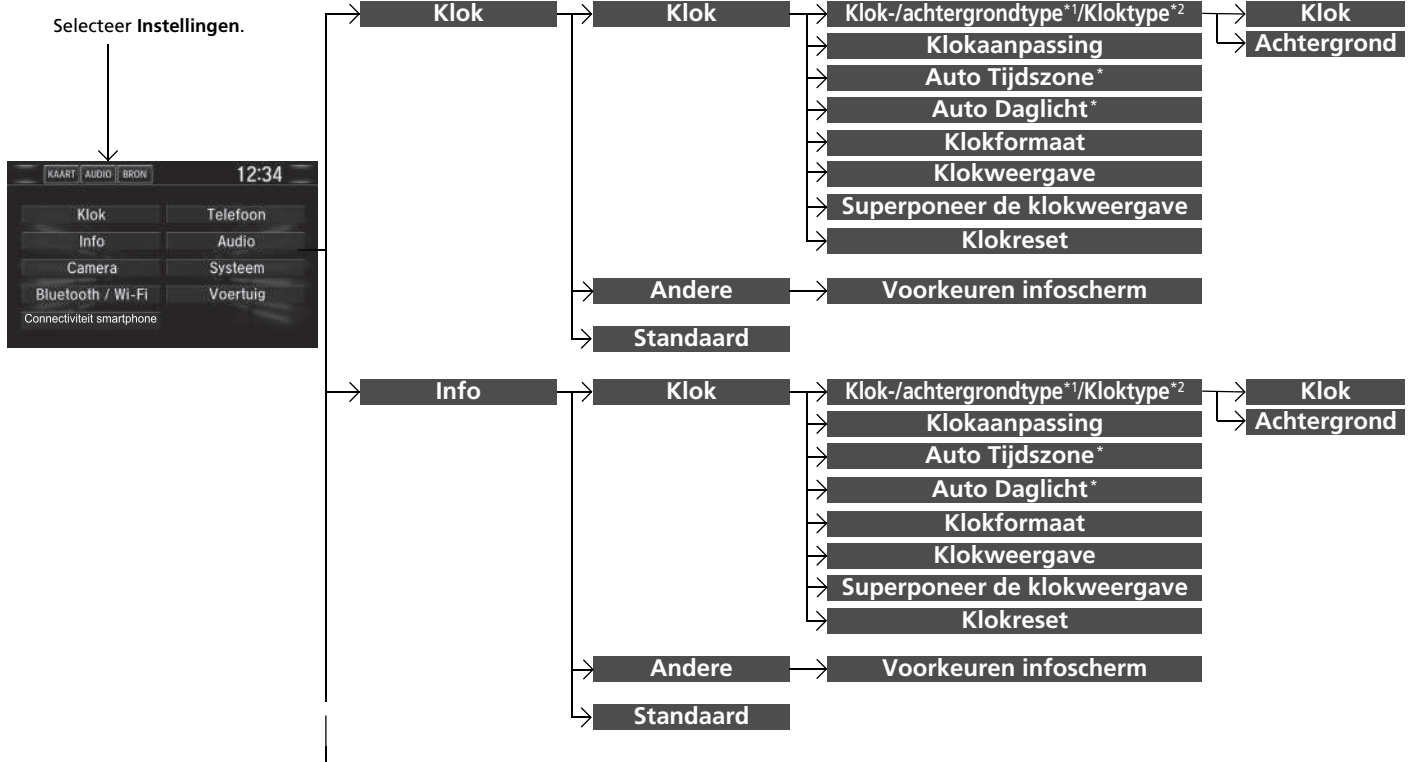 Selecteer Instellingen.
KAART AUDIO BRON 12:34
Klok Telefoon
Info Audio
Camera Systeem
Bluetooth / Wi-Fi Voertuig
Connectiviteit smartphone
Klok
Klok
Klok-/achtergrondtype*1/Kloktype*2
Klok
Achtergrond
Klokaanpassing
Auto Tijdszone*
Auto Daglicht*
Klokformaat
Klokweergave
Superponeer de klokweergave
Klokreset
Andere
Voorkeuren infoscherm
Standaard
Info
Klok
Klok-/achtergrondtype*1/Kloktype*2
Klok
Achtergrond
Klokaanpassing
Auto Tijdszone*
Auto Daglicht*
Klokformaat
Klokweergave
Superponeer de klokweergave
Klokreset
Andere
Voorkeuren infoscherm
Standaard